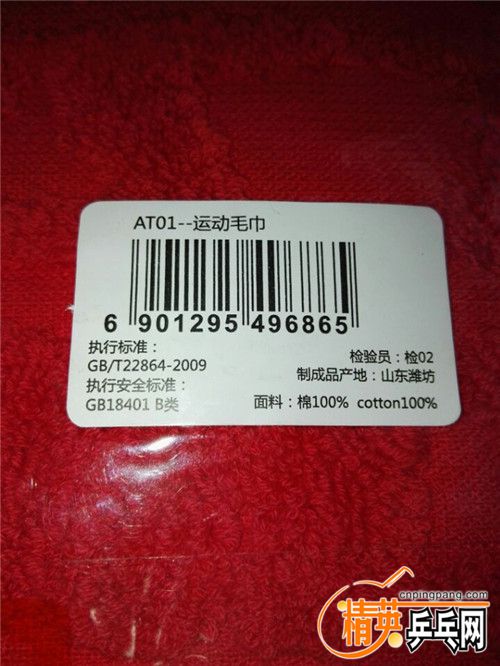 AT01--运动毛巾
6 901295 496865
执行标准：
GB/T22864-2009
执行安全标准：
GB18401 B类
检验员：检02
制成品产地：山东潍坊
面料：棉100% cotton100%
cnpingpang.com
精英乒乓网